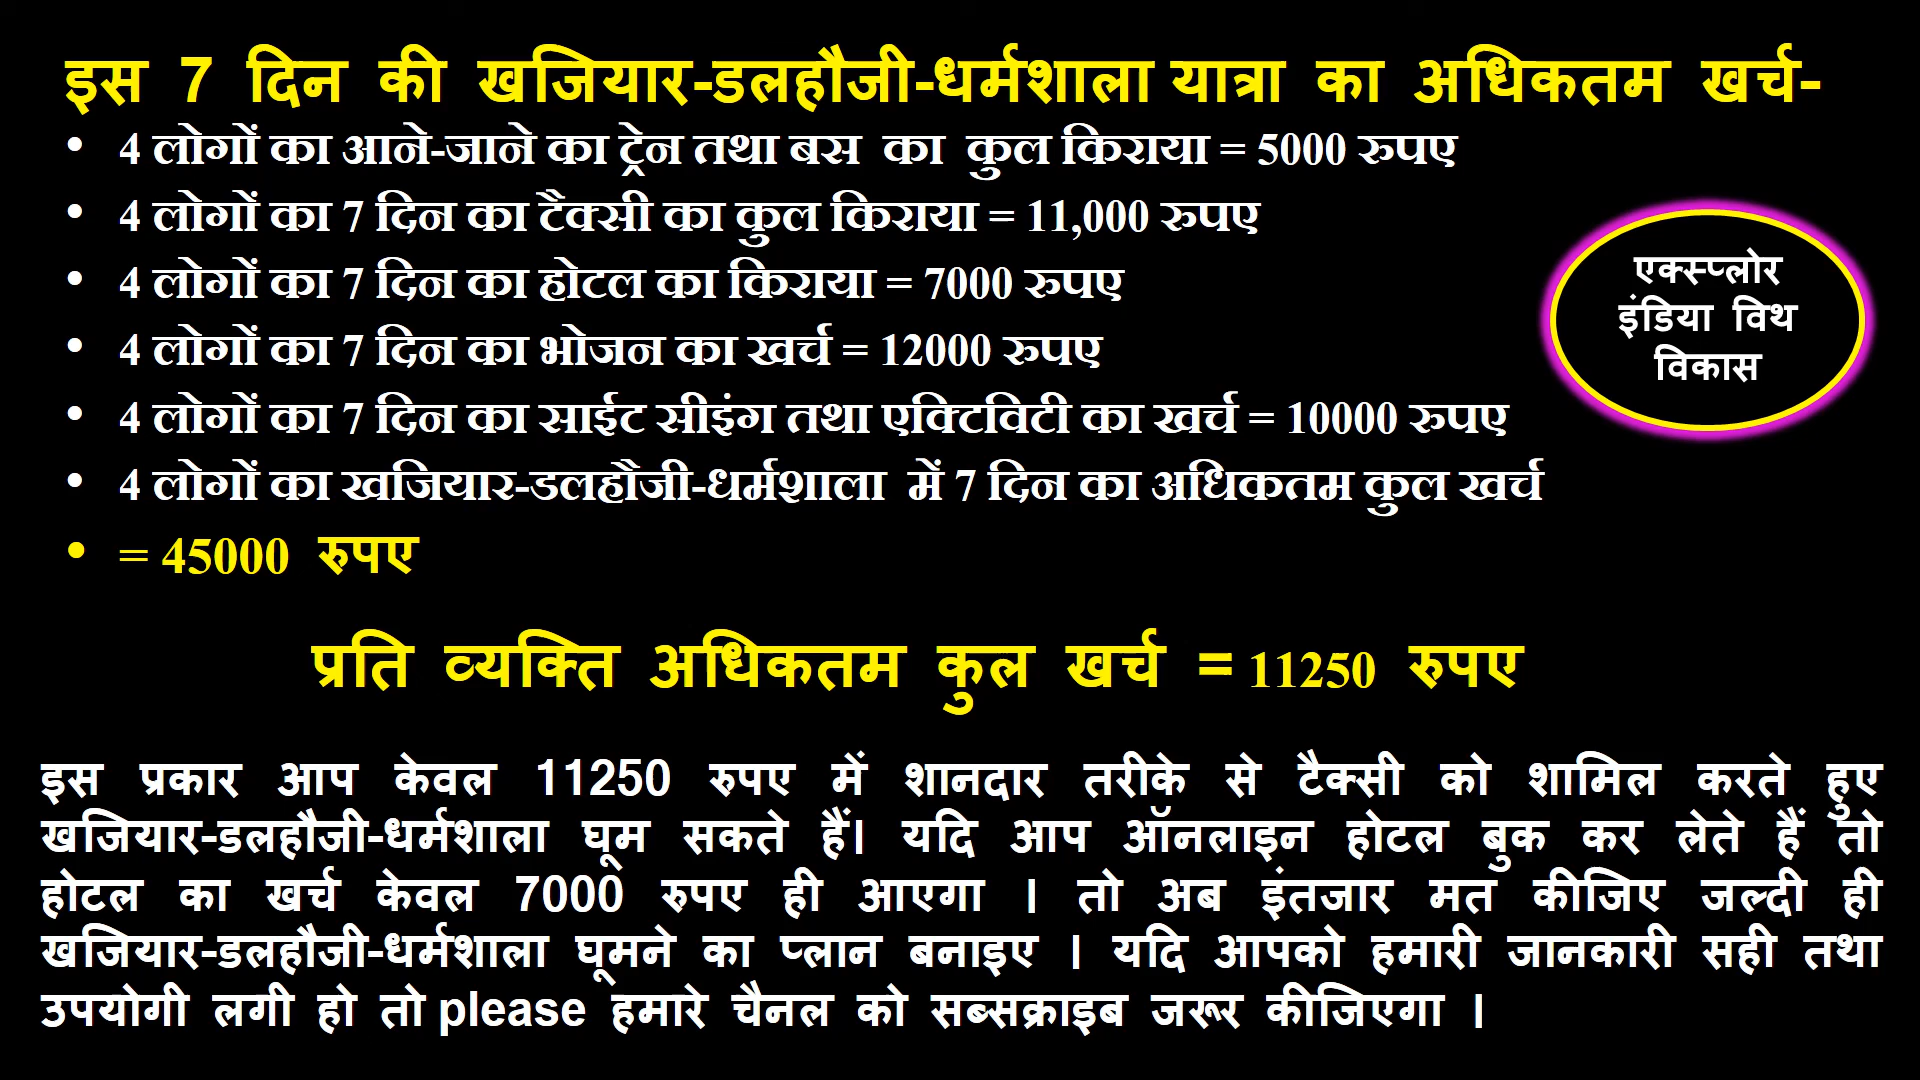 इस 7 दिन की खजियार-डलहौजी-धर्मशाला यात्रा का अधिकतम खर्च-
• 4 लोगों का आने-जाने का ट्रेन तथा बस का कुल किराया = 5000 रुपए
• 4 लोगों का 7 दिन का टैक्सी का कुल किराया = 11,000 रुपए
• 4 लोगों का 7 दिन का होटल का किराया = 7000 रुपए
• 4 लोगों का 7 दिन का भोजन का खर्च = 12000 रुपए
• 4 लोगों का 7 दिन का साईट सीइंग तथा एक्टिविटी का खर्च = 10000 रुपए
• 4 लोगों का खजियार-डलहौजी-धर्मशाला में 7 दिन का अधिकतम कुल खर्च
• = 45000 रुपए
एक्स्प्लोर
इंडिया विथ
विकास
प्रति व्यक्ति अधिकतम कुल खर्च = 11250 रुपए
इस प्रकार आप केवल 11250 रुपए में शानदार तरीके से टैक्सी को शामिल करते हुए
खजियार-डलहौजी-धर्मशाला घूम सकते हैं। यदि आप ऑनलाइन होटल बुक कर लेते हैं तो
होटल का खर्च केवल 7000 रुपए ही आएगा । तो अब इंतजार मत कीजिए जल्दी ही
खजियार-डलहौजी-धर्मशाला घूमने का प्लान बनाइए । यदि आपको हमारी जानकारी सही तथा
उपयोगी लगी हो तो please हमारे चैनल को सब्सक्राइब जरूर कीजिएगा ।